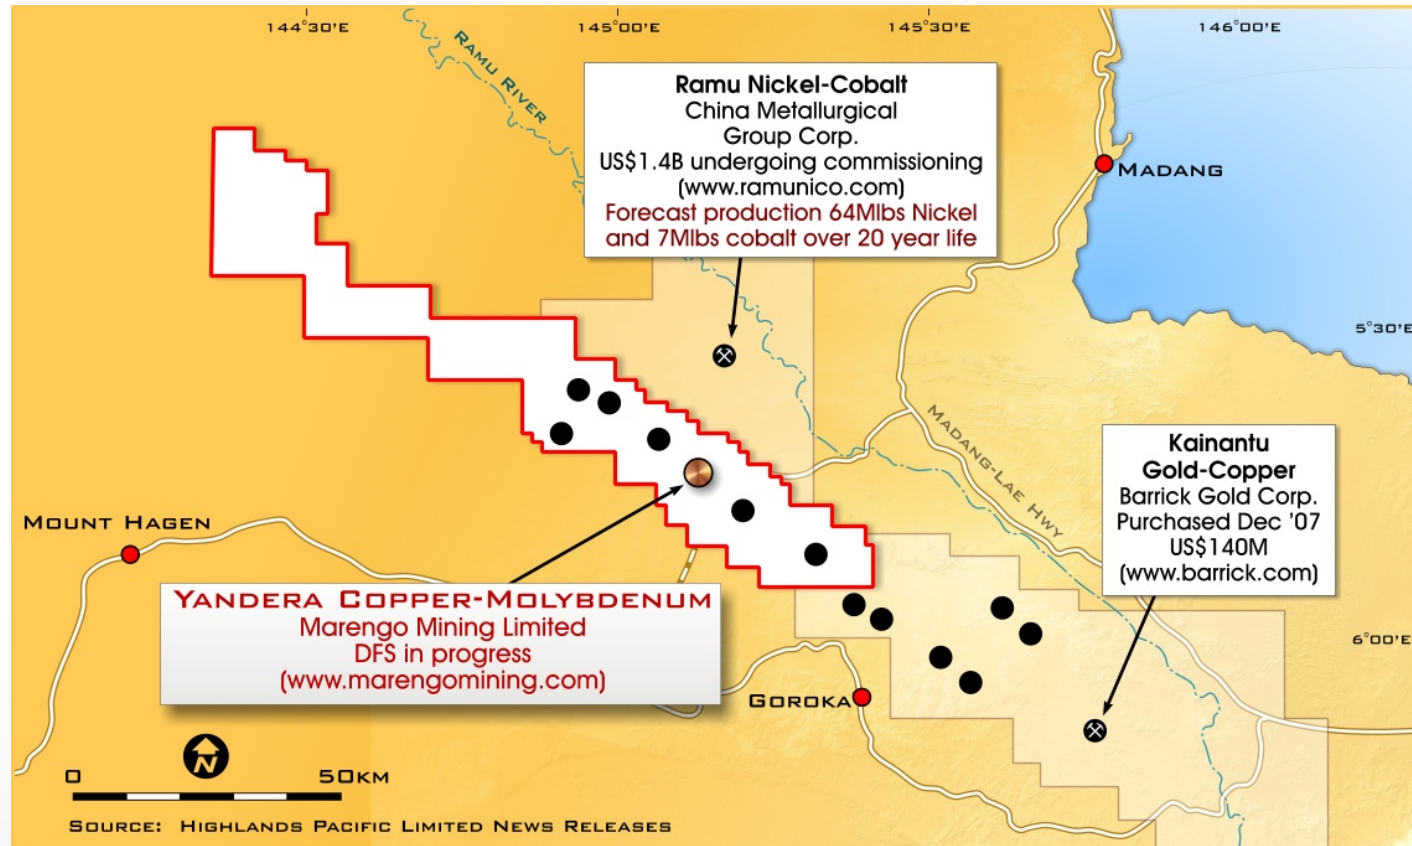 144°30'E
145°00'E
145°30'E
146°00'E
RAMU RIVER
Ramu Nickel-Cobalt
China Metallurgical
Group Corp.
US$1.4B undergoing commissioning
(www.ramunico.com)
Forecast production 64Mlbs Nickel
and 7Mlbs cobalt over 20 year life
MADANG
5°30'E
MADANG-LAE HWY
Kainantu
Gold-Copper
Barrick Gold Corp.
Purchased Dec '07
US$140M
(www.barrick.com)
MOUNT HAGEN
YANDERA COPPER-MOLYBDENUM
Marengo Mining Limited
DFS in progress
(www.marengomining.com)
6°00'E
GOROKA
N
0 50KM
SOURCE: HIGHLANDS PACIFIC LIMITED NEWS RELEASES